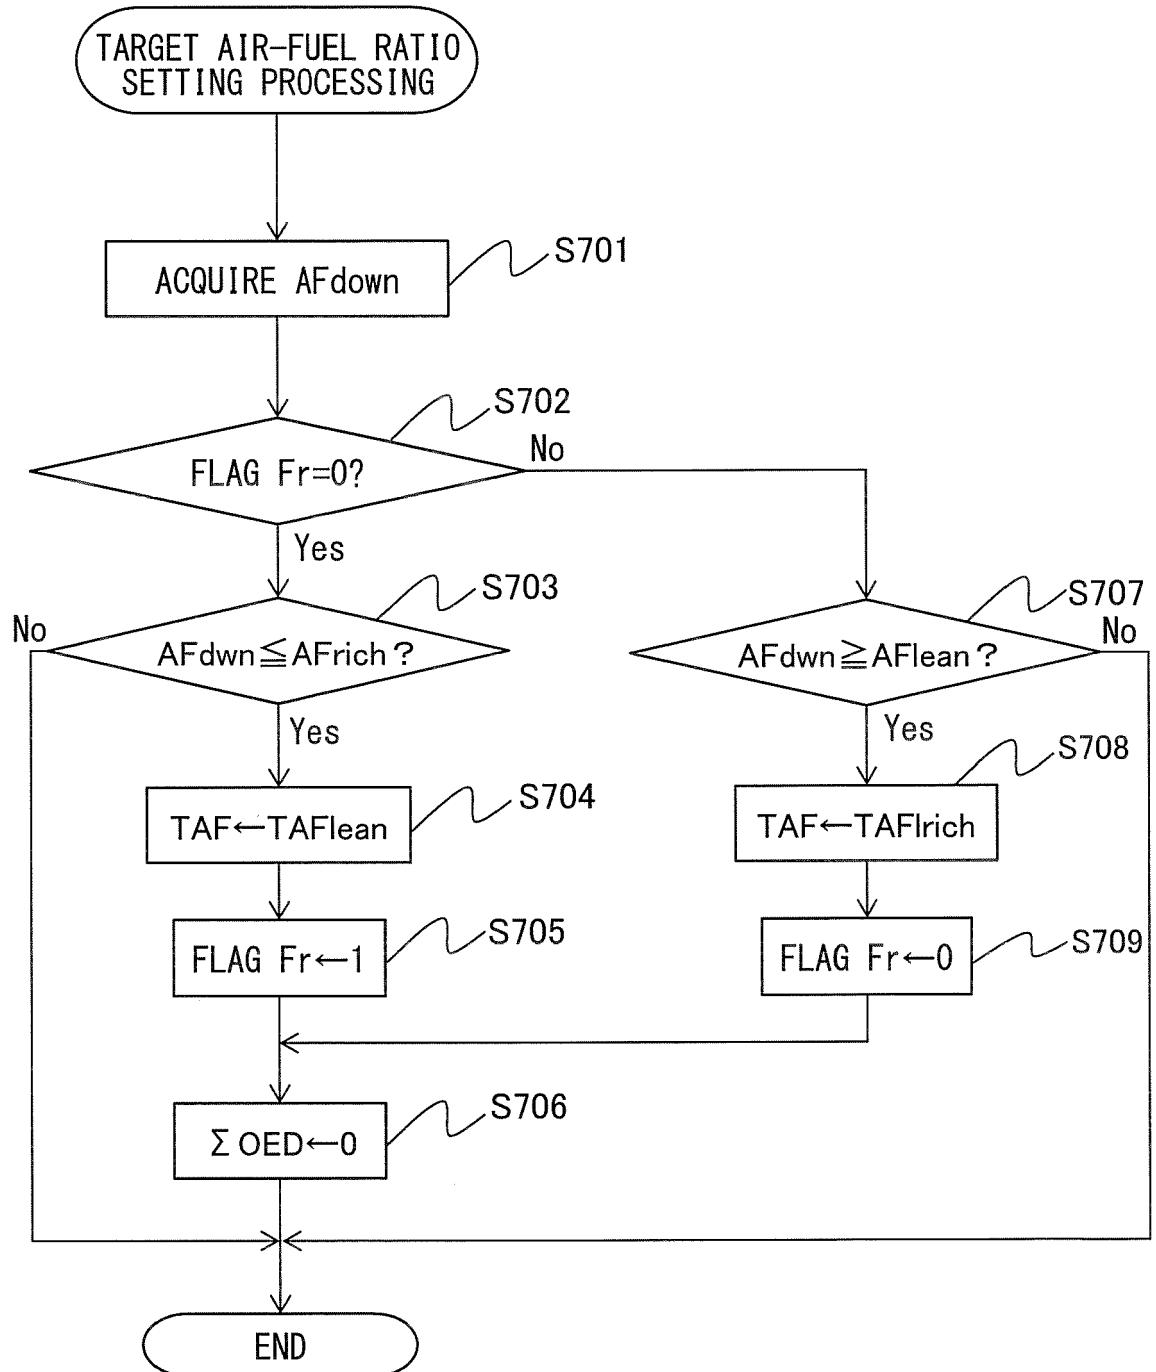 TARGET AIR-FUEL RATIO
SETTING PROCESSING
ACQUIRE AFdown
S701
FLAG Fr=0?
S702
No
Yes
AFdwn≦AFrich?
S703
No
Yes
AFdwn≧AFlean?
S707
No
Yes
TAF←TAFlean
S704
TAF←TAFlrich
S708
FLAG Fr←1
S705
FLAG Fr←0
S709
ΣOED←0
S706
END